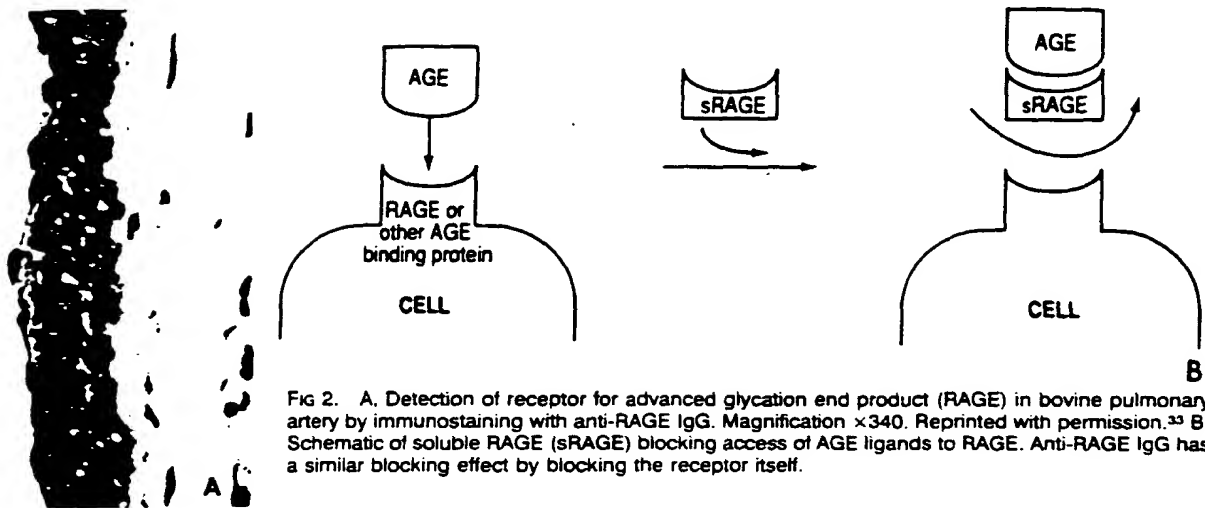 AGE
RAGE or
other AGE
binding protein
CELL
sRAGE
AGE
sRAGE
CELL
B
A
FIG 2. A, Detection of receptor for advanced glycation end product (RAGE) in bovine pulmonary
artery by immunostaining with anti-RAGE IgG. Magnification ×340. Reprinted with permission.³³ B,
Schematic of soluble RAGE (sRAGE) blocking access of AGE ligands to RAGE. Anti-RAGE IgG has
a similar blocking effect by blocking the receptor itself.